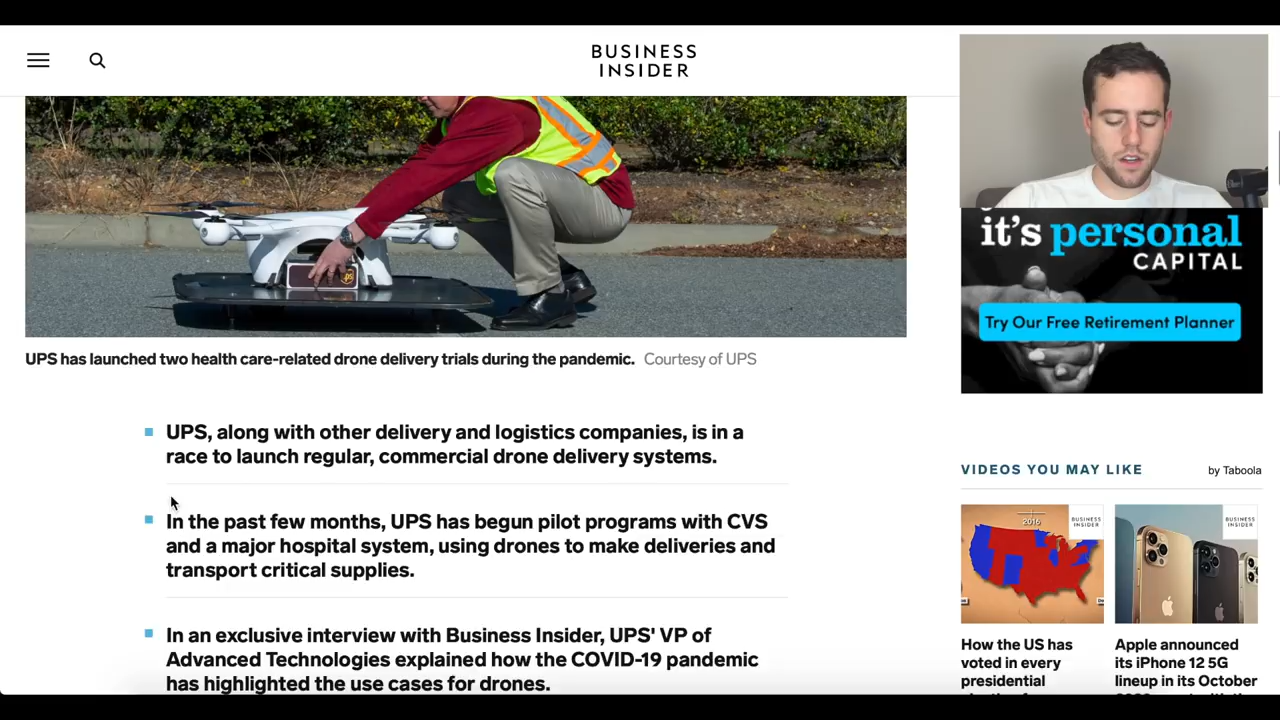 BUSINESS
INSIDER
it's personal
CAPITAL
Try Our Free Retirement Planner
UPS has launched two health care-related drone delivery trials during the pandemic. Courtesy of UPS
UPS, along with other delivery and logistics companies, is in a
race to launch regular, commercial drone delivery systems.
In the past few months, UPS has begun pilot programs with CVS
and a major hospital system, using drones to make deliveries and
transport critical supplies.
In an exclusive interview with Business Insider, UPS' VP of
Advanced Technologies explained how the COVID-19 pandemic
has highlighted the use cases for drones.
VIDEOS YOU MAY LIKE by Taboola
2016
BUSINESS
INSIDER
BUSINESS
INSIDER
How the US has
voted in every
presidential
Apple announced
its iPhone 12 5G
lineup in its October